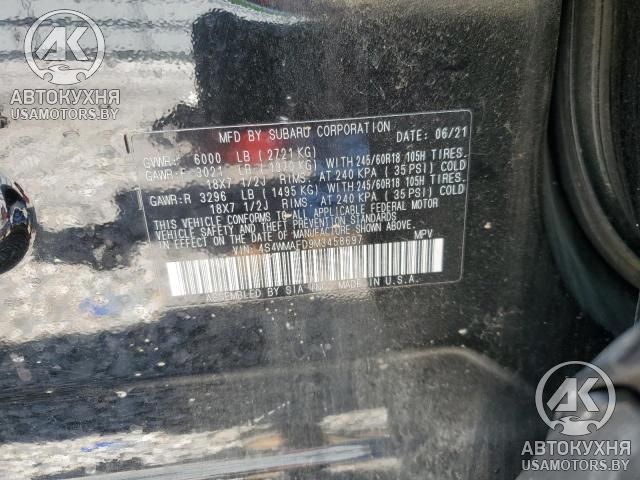 AK
АВТОКУХНЯ
USAMOTORS.BY
MFD BY SUBARU CORPORATION DATE: 06/21
GVWR: 6000 LB (2721KG)
GAWR:F 3021 LB (1370KG) WITH 245/60R18 105H TIRES,
18X7 1/2J RIMS, AT 240 KPA (35 PSI) COLD
GAWR:R 3296 LB (1495KG) WITH 245/60R18 105H TIRES,
18X7 1/2J RIMS, AT 240 KPA (35 PSI) COLD
THIS VEHICLE CONFORMS TO ALL APPLICABLE FEDERAL MOTOR
VEHICLE SAFETY AND THEFT PREVENTION STANDARDS
IN EFFECT ON THE DATE OF MANUFACTURE SHOWN ABOVE.
VIN: 4S4WMAFD9M3458697 MPV
ASSEMBLED BY SIA INC. MADE IN U.S.A.
AK
АВТОКУХНЯ
USAMOTORS.BY